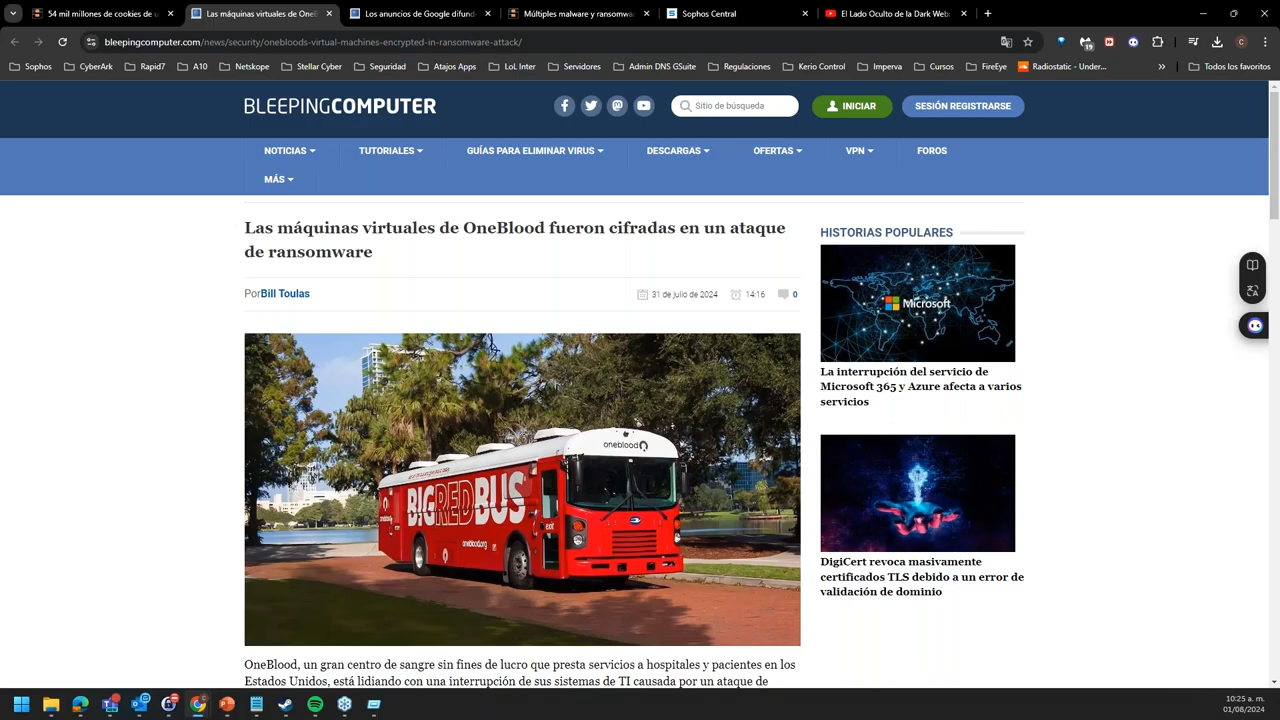 54 mil millones de cookies de u
Las máquinas virtuales de OneB
Los anuncios de Google difund
Múltiples malware y ransomwa
Sophos Central
El Lado Oculto de la Dark Web:
bleepingcomputer.com/news/security/onebloods-virtual-machines-encrypted-in-ransomware-attack/
19
C
Sophos
CyberArk
Rapid7
A10
Netskope
Stellar Cyber
Seguridad
Atajos Apps
LoL Inter
Servidores
Admin DNS GSuite
Regulaciones
Kerio Control
Imperva
Cursos
FireEye
Radiostatic - Under...
Todos los favoritos
BLEEPINGCOMPUTER
Sitio de búsqueda
INICIAR
SESIÓN REGISTRARSE
NOTICIAS
TUTORIALES
GUÍAS PARA ELIMINAR VIRUS
DESCARGAS
OFERTAS
VPN
FOROS
MÁS
Las máquinas virtuales de OneBlood fueron cifradas en un ataque
de ransomware
PorBill Toulas
31 de julio de 2024
14:16
0
oneblood
BIGREDBUS
oneblood.org
OneBlood, un gran centro de sangre sin fines de lucro que presta servicios a hospitales y pacientes en los
Estados Unidos, está lidiando con una interrupción de sus sistemas de TI causada por un ataque de
HISTORIAS POPULARES
Microsoft
La interrupción del servicio de
Microsoft 365 y Azure afecta a varios
servicios
DigiCert revoca masivamente
certificados TLS debido a un error de
validación de dominio
10:25 a. m.
01/08/2024